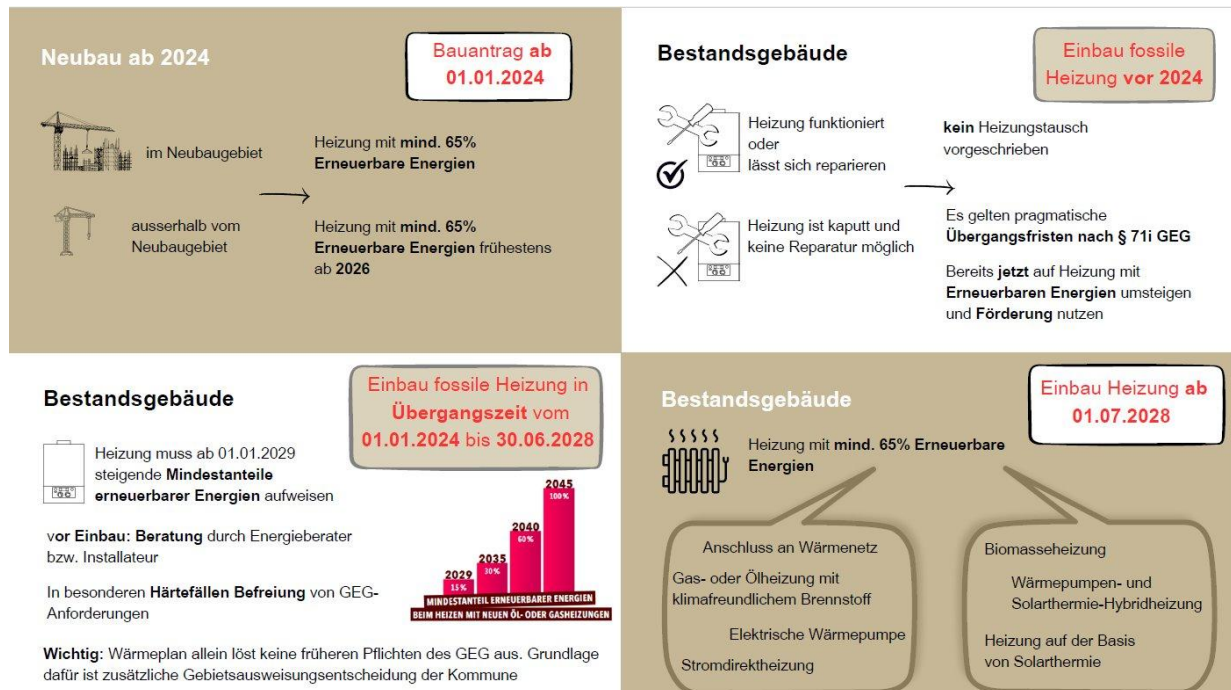 Neubau ab 2024
Bauantrag ab
01.01.2024
im Neubaugebiet
Heizung mit mind. 65%
Erneuerbare Energien
ausserhalb vom
Neubaugebiet
Heizung mit mind. 65%
Erneuerbare Energien frühestens
ab 2026
Bestandsgebäude
Einbau fossile
Heizung vor 2024
Heizung funktioniert
oder
lässt sich reparieren
kein Heizungstausch
vorgeschrieben
Heizung ist kaputt und
keine Reparatur möglich
Es gelten pragmatische
Übergangsfristen nach § 71i GEG
Bereits jetzt auf Heizung mit
Erneuerbaren Energien umsteigen
und Förderung nutzen
Bestandsgebäude
Einbau fossile Heizung in
Übergangszeit vom
01.01.2024 bis 30.06.2028
Heizung muss ab 01.01.2029
steigende Mindestanteile
erneuerbarer Energien aufweisen
vor Einbau: Beratung durch Energieberater
bzw. Installateur
In besonderen Härtefällen Befreiung von GEG-
Anforderungen
2029
15%
2035
30%
2040
60%
2045
100%
MINDESTANTEIL ERNEUERBARER ENERGIEN
BEIM HEIZEN MIT NEUEN ÖL- ODER GASHEIZUNGEN
Wichtig: Wärmeplan allein löst keine früheren Pflichten des GEG aus. Grundlage
dafür ist zusätzliche Gebietsausweisungsentscheidung der Kommune
Bestandsgebäude
Einbau Heizung ab
01.07.2028
Heizung mit mind. 65% Erneuerbare
Energien
Anschluss an Wärmenetz
Gas- oder Ölheizung mit
klimafreundlichem Brennstoff
Elektrische Wärmepumpe
Stromdirektheizung
Biomasseheizung
Wärmepumpen- und
Solarthermie-Hybridheizung
Heizung auf der Basis
von Solarthermie